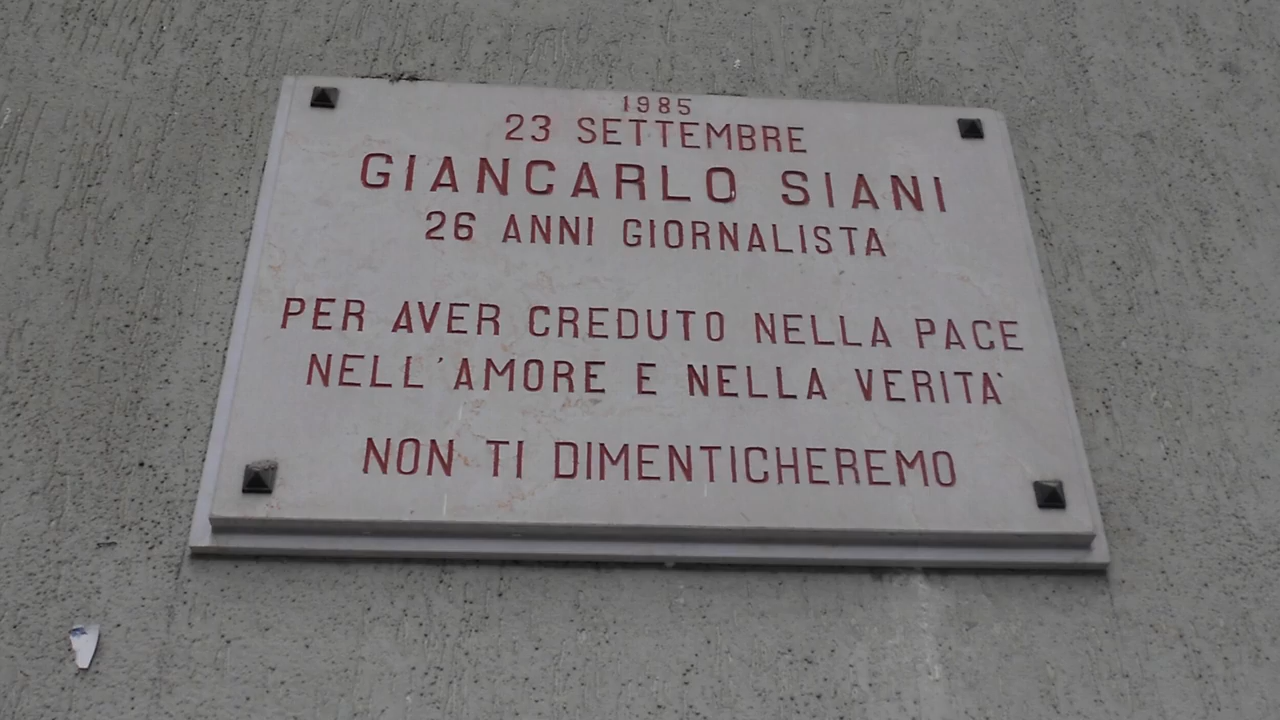 1985
23 SETTEMBRE
GIANCARLO SIANI
26 ANNI GIORNALISTA
PER AVER CREDUTO NELLA PACE
NELL'AMORE E NELLA VERITA'
NON TI DIMENTICHEREMO